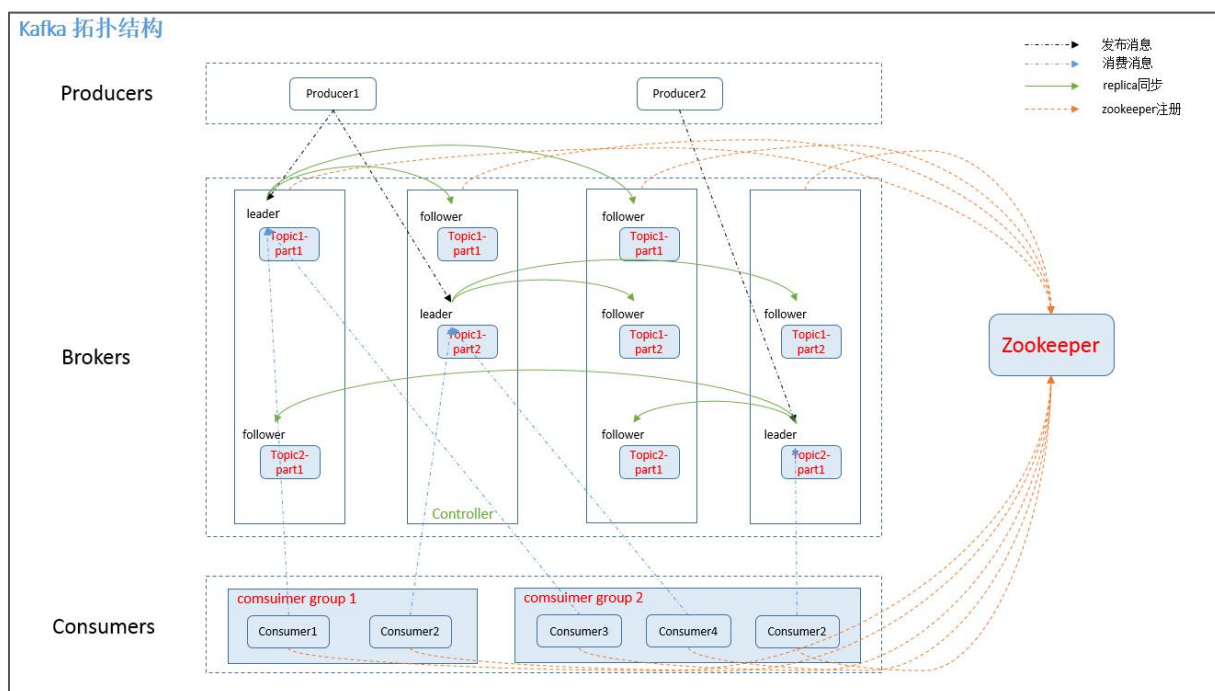 Kafka 拓扑结构
发布消息
消费消息
replica同步
zookeeper注册
Producers
Producer1
Producer2
leader
Topic1-
part1
follower
Topic1-
part1
follower
Topic1-
part1
leader
Topic1-
part2
follower
Topic1-
part2
follower
Topic1-
part2
Brokers
Zookeeper
follower
Topic2-
part1
follower
Topic2-
part1
leader
Topic2-
part1
Controller
comsuimer group 1
comsuimer group 2
Consumers
Consumer1
Consumer2
Consumer3
Consumer4
Consumer2